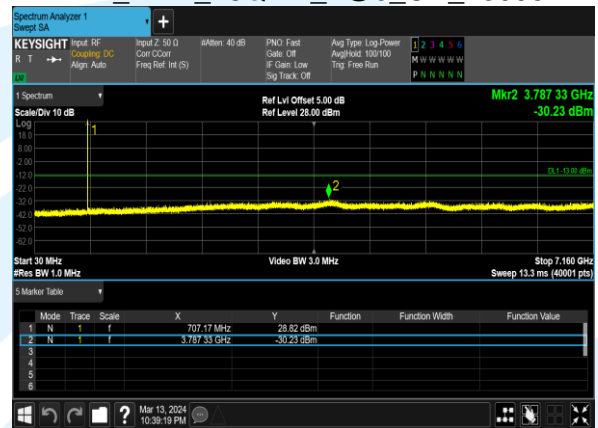 Spectrum Analyzer 1
Swept SA
+
KEYSIGHT
R T
LW
Input: RF
Coupling: DC
Align: Auto
Input Z: 50 Ω
Corr CCorr
Freq Ref: Int (S)
#Atten: 40 dB
PNO: Fast
Gate: Off
IF Gain: Low
Sig Track: Off
Avg Type: Log-Power
Avg|Hold: 100/100
Trig: Free Run
1 2 3 4 5 6
M W W W W W
P N N N N N
1 Spectrum
Scale/Div 10 dB
Ref Lvl Offset 5.00 dB
Ref Level 28.00 dBm
Mkr2 3.787 33 GHz
-30.23 dBm
Log
18.0
8.00
-2.00
-12.0
-22.0
-32.0
-42.0
-52.0
-62.0
1
DL1 -13.00 dBm
2
Start 30 MHz
#Res BW 1.0 MHz
Video BW 3.0 MHz
Stop 7.160 GHz
Sweep 13.3 ms (40001 pts)
5 Marker Table
Mode Trace Scale X Y Function Function Width Function Value
1 N 1 f 707.17 MHz 28.82 dBm
2 N 1 f 3.787 33 GHz -30.23 dBm
3
4
5
6
?
Mar 13, 2024
10:39:19 PM